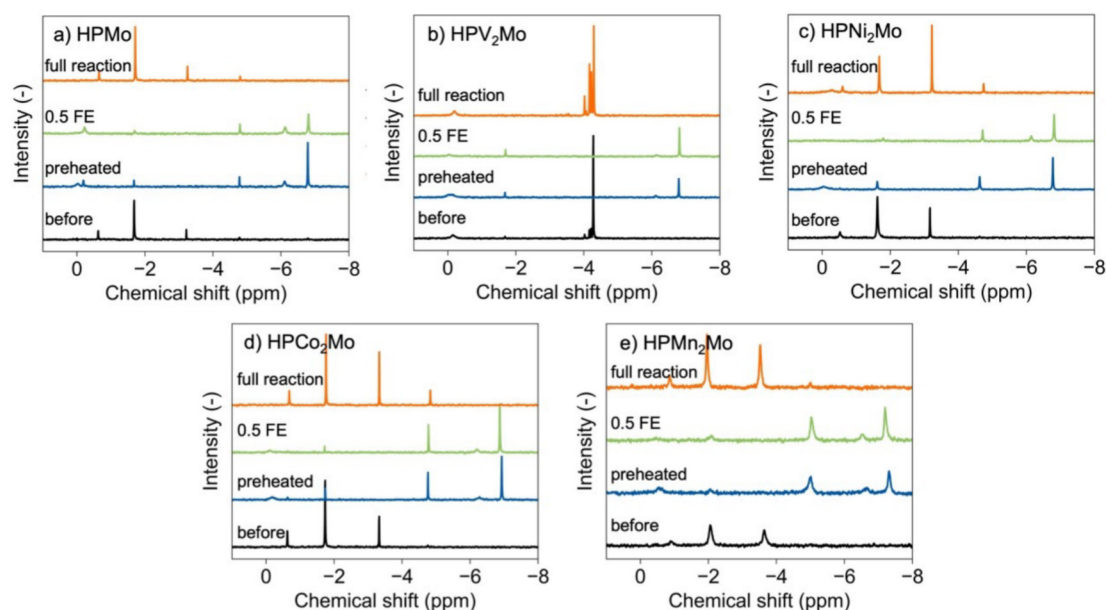 a) HPMo
full reaction
0.5 FE
preheated
before
Intensity (-)
0 −2 −4 −6 −8
Chemical shift (ppm)
b) HPV₂Mo
full reaction
0.5 FE
preheated
before
Intensity (-)
0 −2 −4 −6 −8
Chemical shift (ppm)
c) HPNi₂Mo
full reaction
0.5 FE
preheated
before
Intensity (-)
0 −2 −4 −6 −8
Chemical shift (ppm)
d) HPCo₂Mo
full reaction
0.5 FE
preheated
before
Intensity (-)
0 −2 −4 −6 −8
Chemical shift (ppm)
e) HPMn₂Mo
full reaction
0.5 FE
preheated
before
Intensity (-)
0 −2 −4 −6 −8
Chemical shift (ppm)